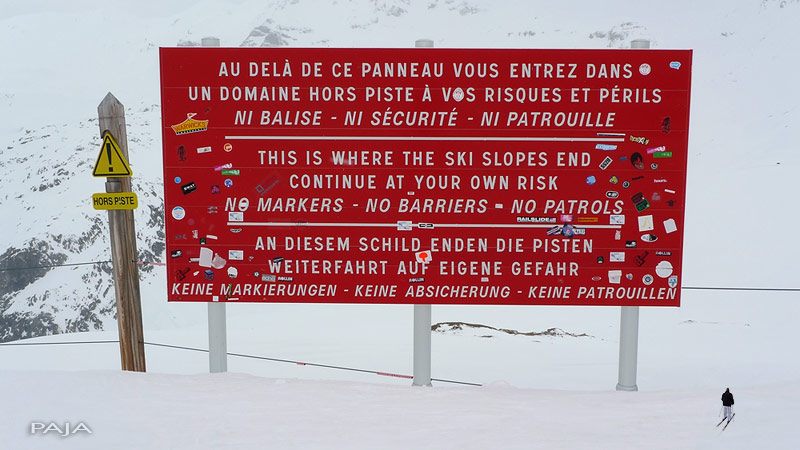 AU DELÀ DE CE PANNEAU VOUS ENTREZ DANS
UN DOMAINE HORS PISTE À VOS RISQUES ET PÉRILS
NI BALISE - NI SÉCURITÉ - NI PATROUILLE
THIS IS WHERE THE SKI SLOPES END
CONTINUE AT YOUR OWN RISK
NO MARKERS - NO BARRIERS - NO PATROLS
AN DIESEM SCHILD ENDEN DIE PISTEN
WEITERFAHRT AUF EIGENE GEFAHR
KEINE MARKIERUNGEN - KEINE ABSICHERUNG - KEINE PATROUILLEN
HORS PISTE
WARWICKS
RAILSLIDE
PAJA